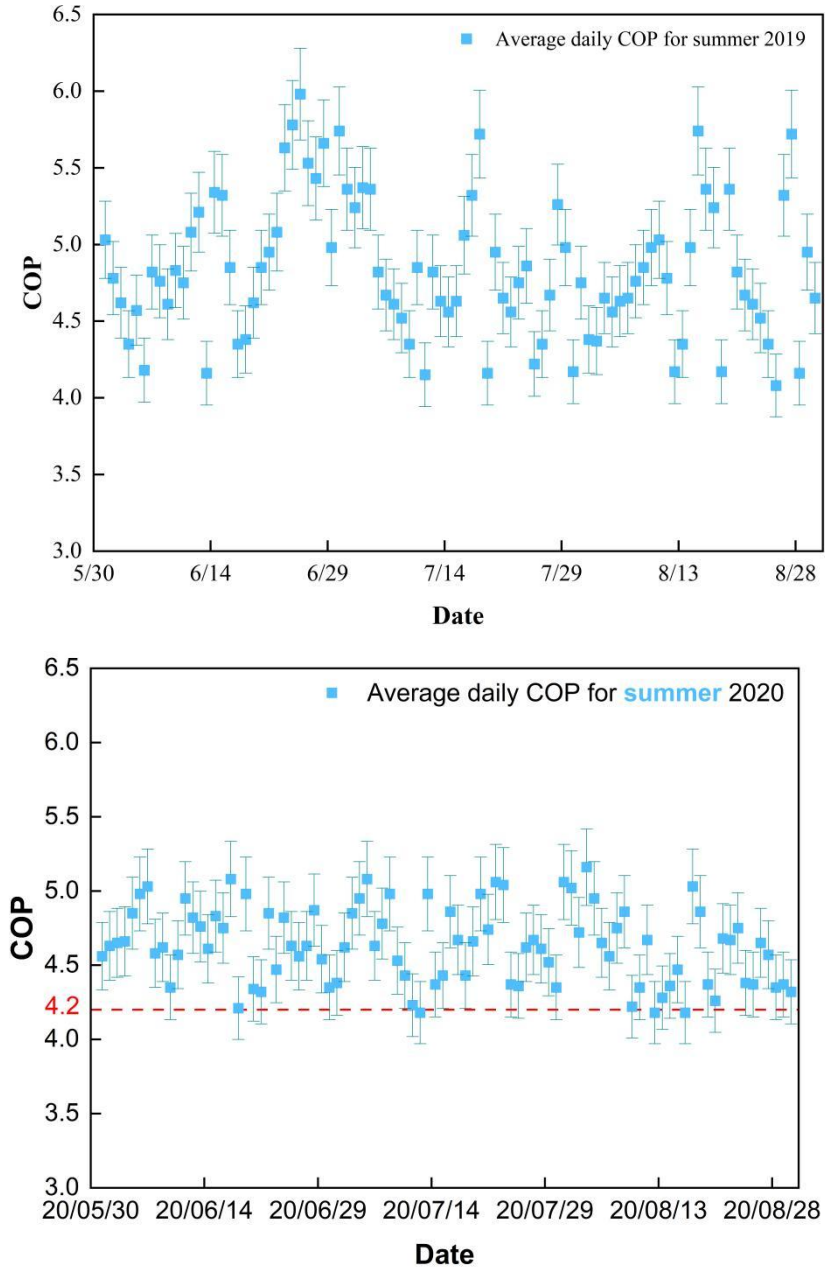 6.5
Average daily COP for summer 2019
6.0
5.5
5.0
COP
4.5
4.0
3.5
3.0
5/30 6/14 6/29 7/14 7/29 8/13 8/28
Date
6.5
Average daily COP for summer 2020
6.0
5.5
5.0
COP
4.5
4.2
4.0
3.5
3.0
20/05/30 20/06/14 20/06/29 20/07/14 20/07/29 20/08/13 20/08/28
Date